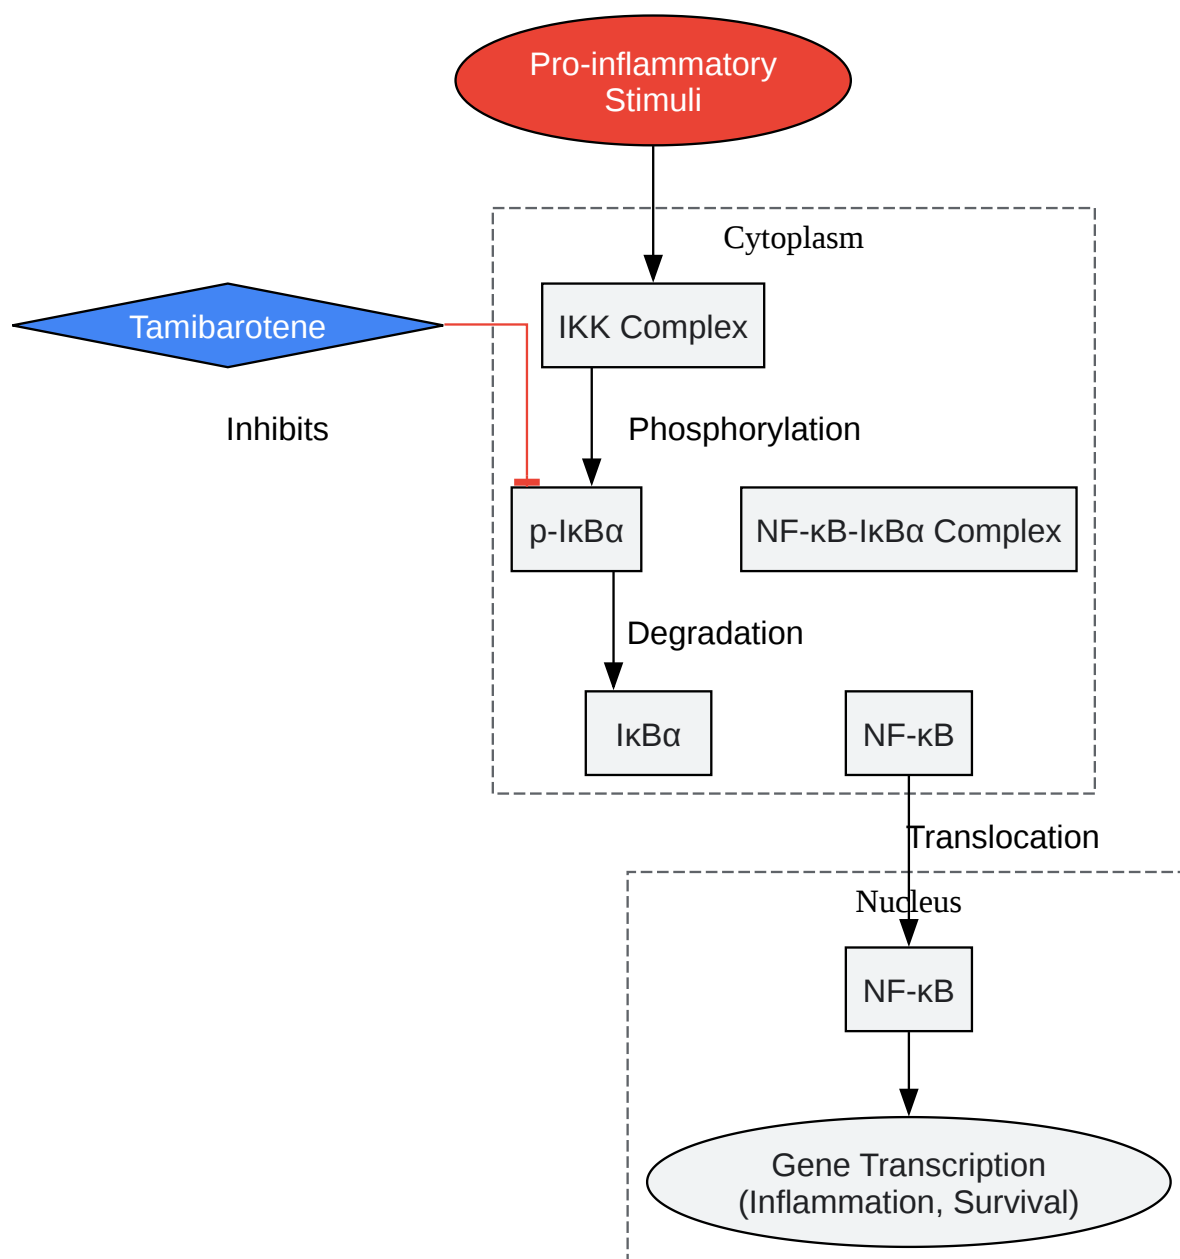 Pro-inflammatory
Stimuli
Cytoplasm
Tamibarotene
IKK Complex
Inhibits
Phosphorylation
p-IκBα
NF-κB-IκBα Complex
Degradation
IκBα
NF-κB
Translocation
Nucleus
NF-κB
Gene Transcription
(Inflammation, Survival)